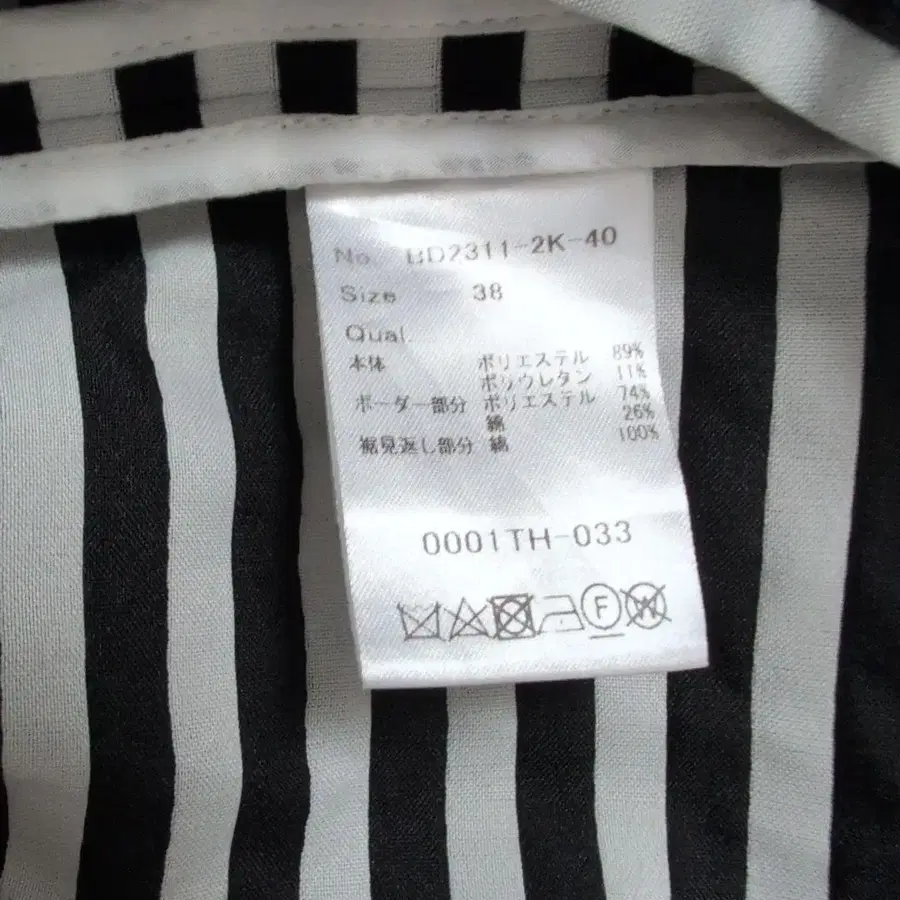 No. BD2311-2K-40
Size 38
Qual.
本体 ポリエステル 89%
ポリウレタン 11%
ボーダー部分 ポリエステル 74%
綿 26%
裾見返し部分 綿 100%
0001TH-033
F W